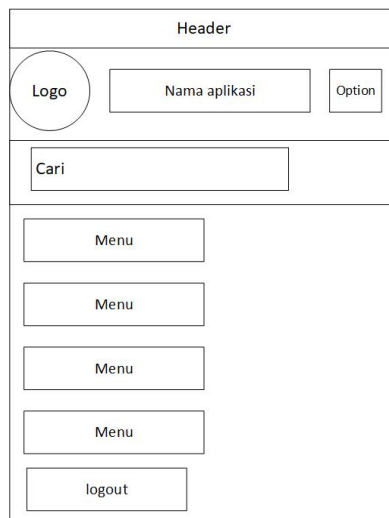 Header
Logo
Nama aplikasi
Option
Cari
Menu
Menu
Menu
Menu
logout